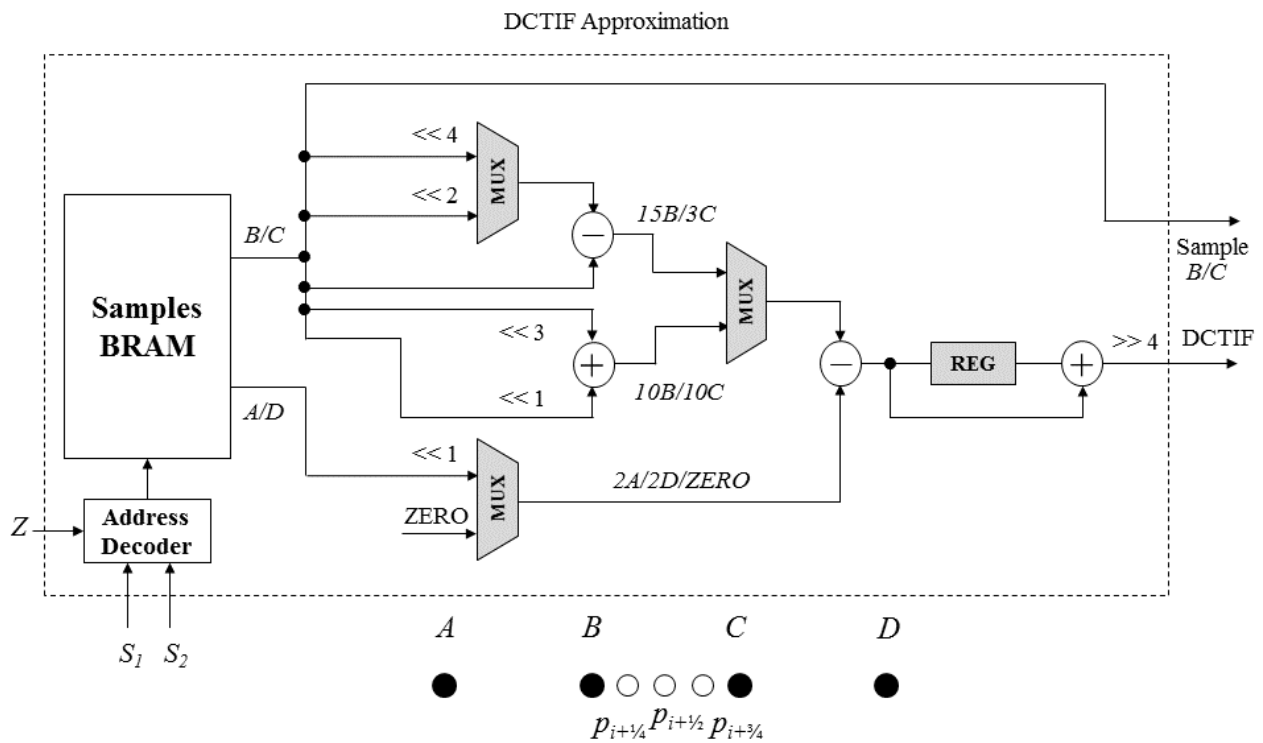 DCTIF Approximation
<< 4
MUX
<< 2
B/C
15B/3C
Sample
B/C
Samples
BRAM
MUX
<< 3
>> 4
DCTIF
REG
10B/10C
<< 1
A/D
<< 1
MUX
2A/2D/ZERO
ZERO
Z
Address
Decoder
S1 S2
A B C D
pi+¼ pi+½ pi+¾